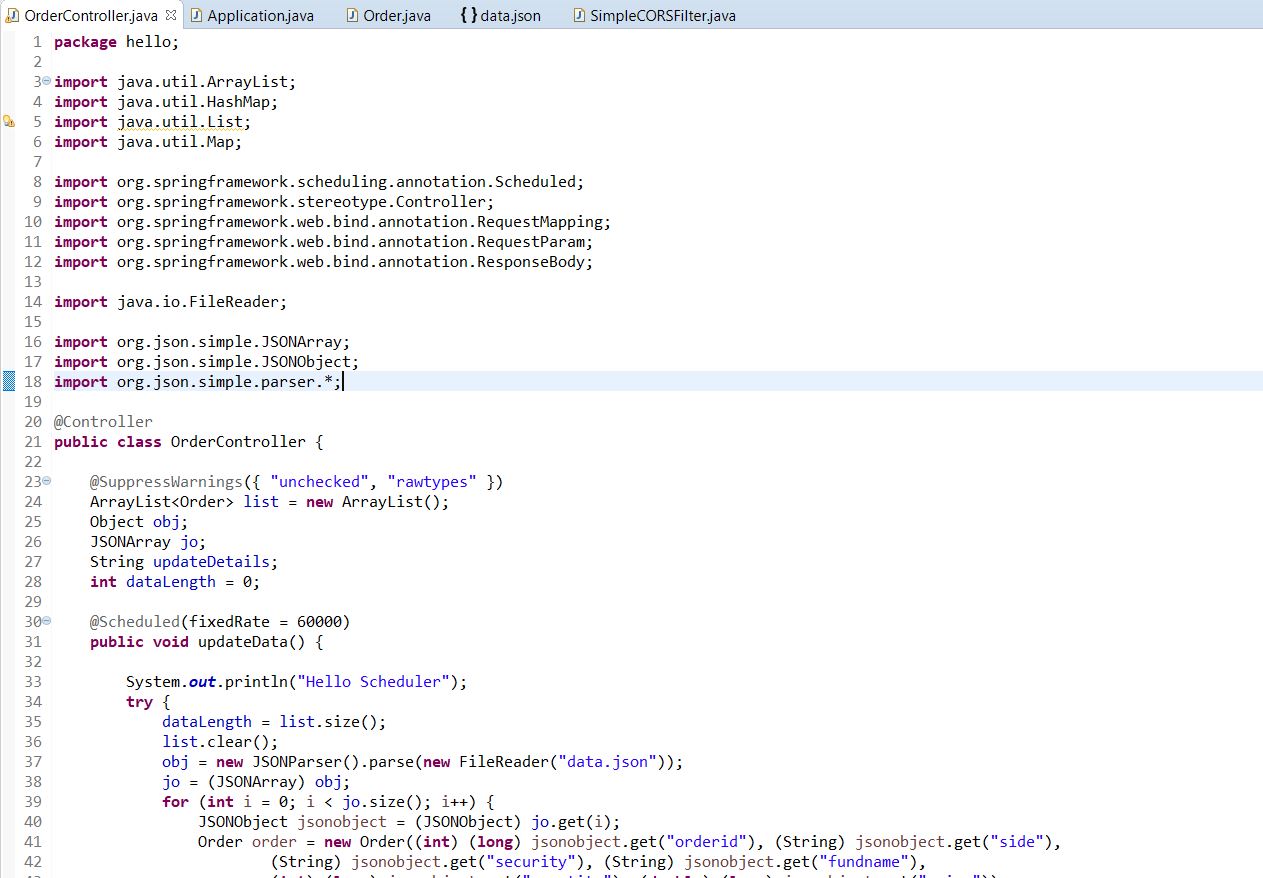 OrderController.java Application.java Order.java {} data.json SimpleCORSFilter.java
1 package hello;
2
3 import java.util.ArrayList;
4 import java.util.HashMap;
5 import java.util.List;
6 import java.util.Map;
7
8 import org.springframework.scheduling.annotation.Scheduled;
9 import org.springframework.stereotype.Controller;
10 import org.springframework.web.bind.annotation.RequestMapping;
11 import org.springframework.web.bind.annotation.RequestParam;
12 import org.springframework.web.bind.annotation.ResponseBody;
13
14 import java.io.FileReader;
15
16 import org.json.simple.JSONArray;
17 import org.json.simple.JSONObject;
18 import org.json.simple.parser.*;
19
20 @Controller
21 public class OrderController {
22
23 @SuppressWarnings({ "unchecked", "rawtypes" })
24 ArrayList<Order> list = new ArrayList();
25 Object obj;
26 JSONArray jo;
27 String updateDetails;
28 int dataLength = 0;
29
30 @Scheduled(fixedRate = 60000)
31 public void updateData() {
32
33 System.out.println("Hello Scheduler");
34 try {
35 dataLength = list.size();
36 list.clear();
37 obj = new JSONParser().parse(new FileReader("data.json"));
38 jo = (JSONArray) obj;
39 for (int i = 0; i < jo.size(); i++) {
40 JSONObject jsonobject = (JSONObject) jo.get(i);
41 Order order = new Order((int) (long) jsonobject.get("orderid"), (String) jsonobject.get("side"),
42 (String) jsonobject.get("security"), (String) jsonobject.get("fundname"),